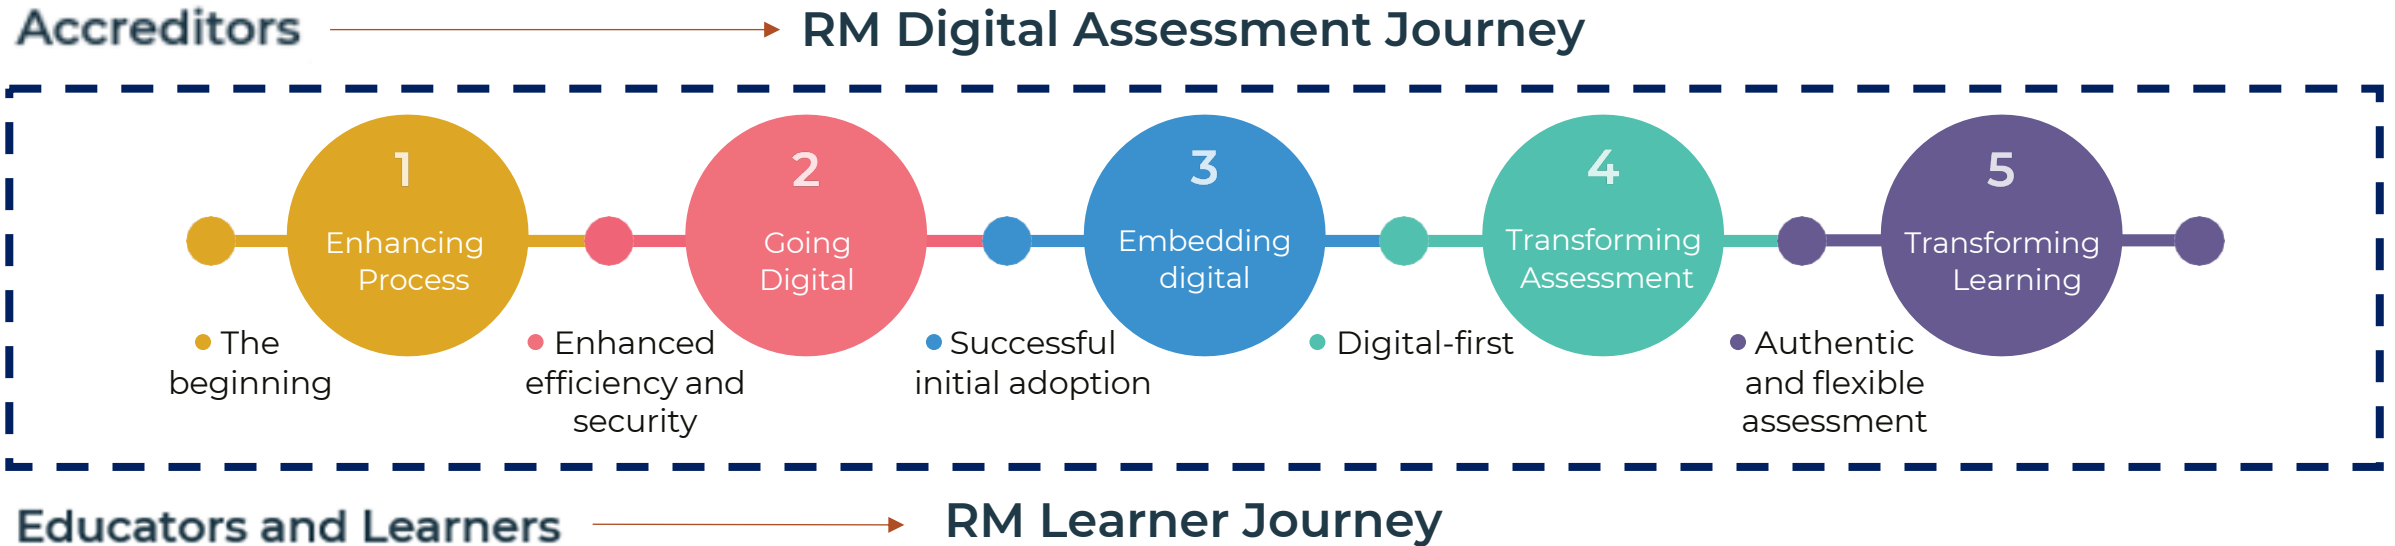 Accreditors
RM Digital Assessment Journey
1
Enhancing
Process
2
Going
Digital
3
Embedding
digital
4
Transforming
Assessment
5
Transforming
Learning
The
beginning
Enhanced
efficiency and
security
Successful
initial adoption
Digital-first
Authentic
and flexible
assessment
Educators and Learners
RM Learner Journey